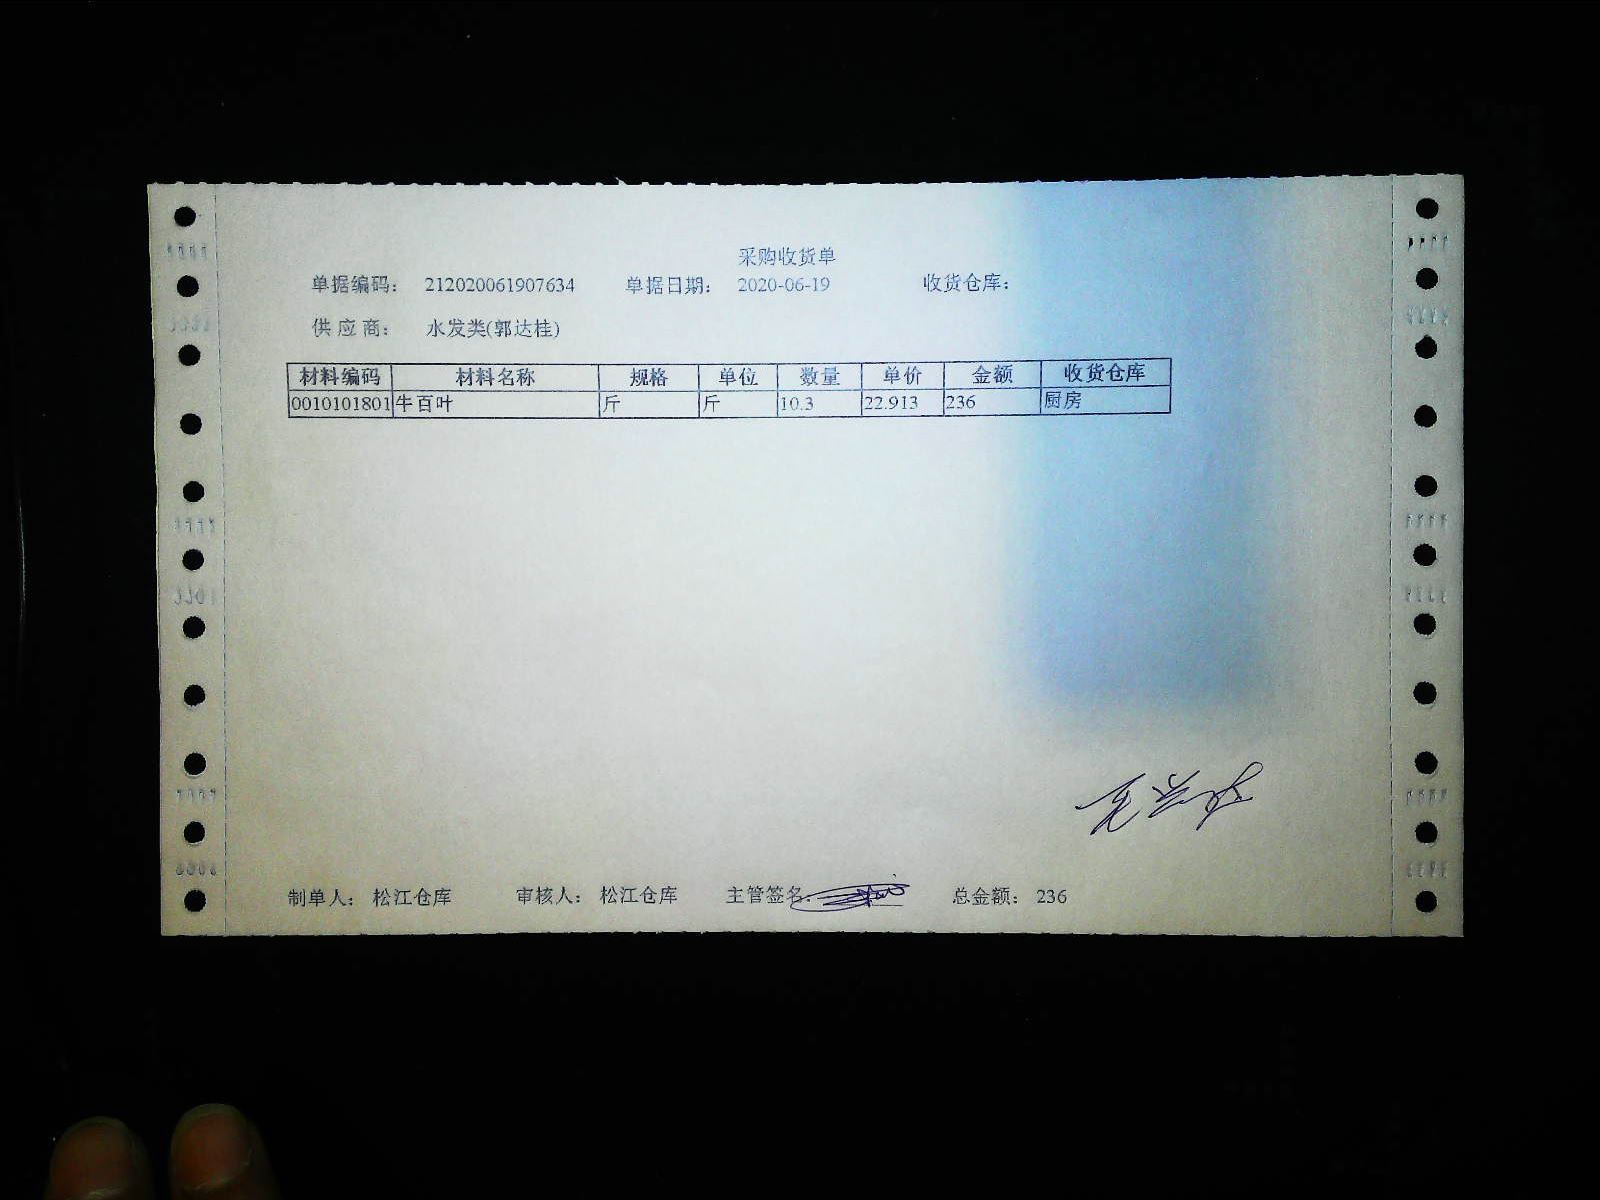 采购收货单
单据编码： 212020061907634 单据日期： 2020-06-19 收货仓库：
供 应 商： 水发类(郭达桂)
材料编码 材料名称 规格 单位 数量 单价 金额 收货仓库
0010101801 牛百叶 斤 斤 10.3 22.913 236 厨房
制单人： 松江仓库 审核人： 松江仓库 主管签名： 总金额： 236